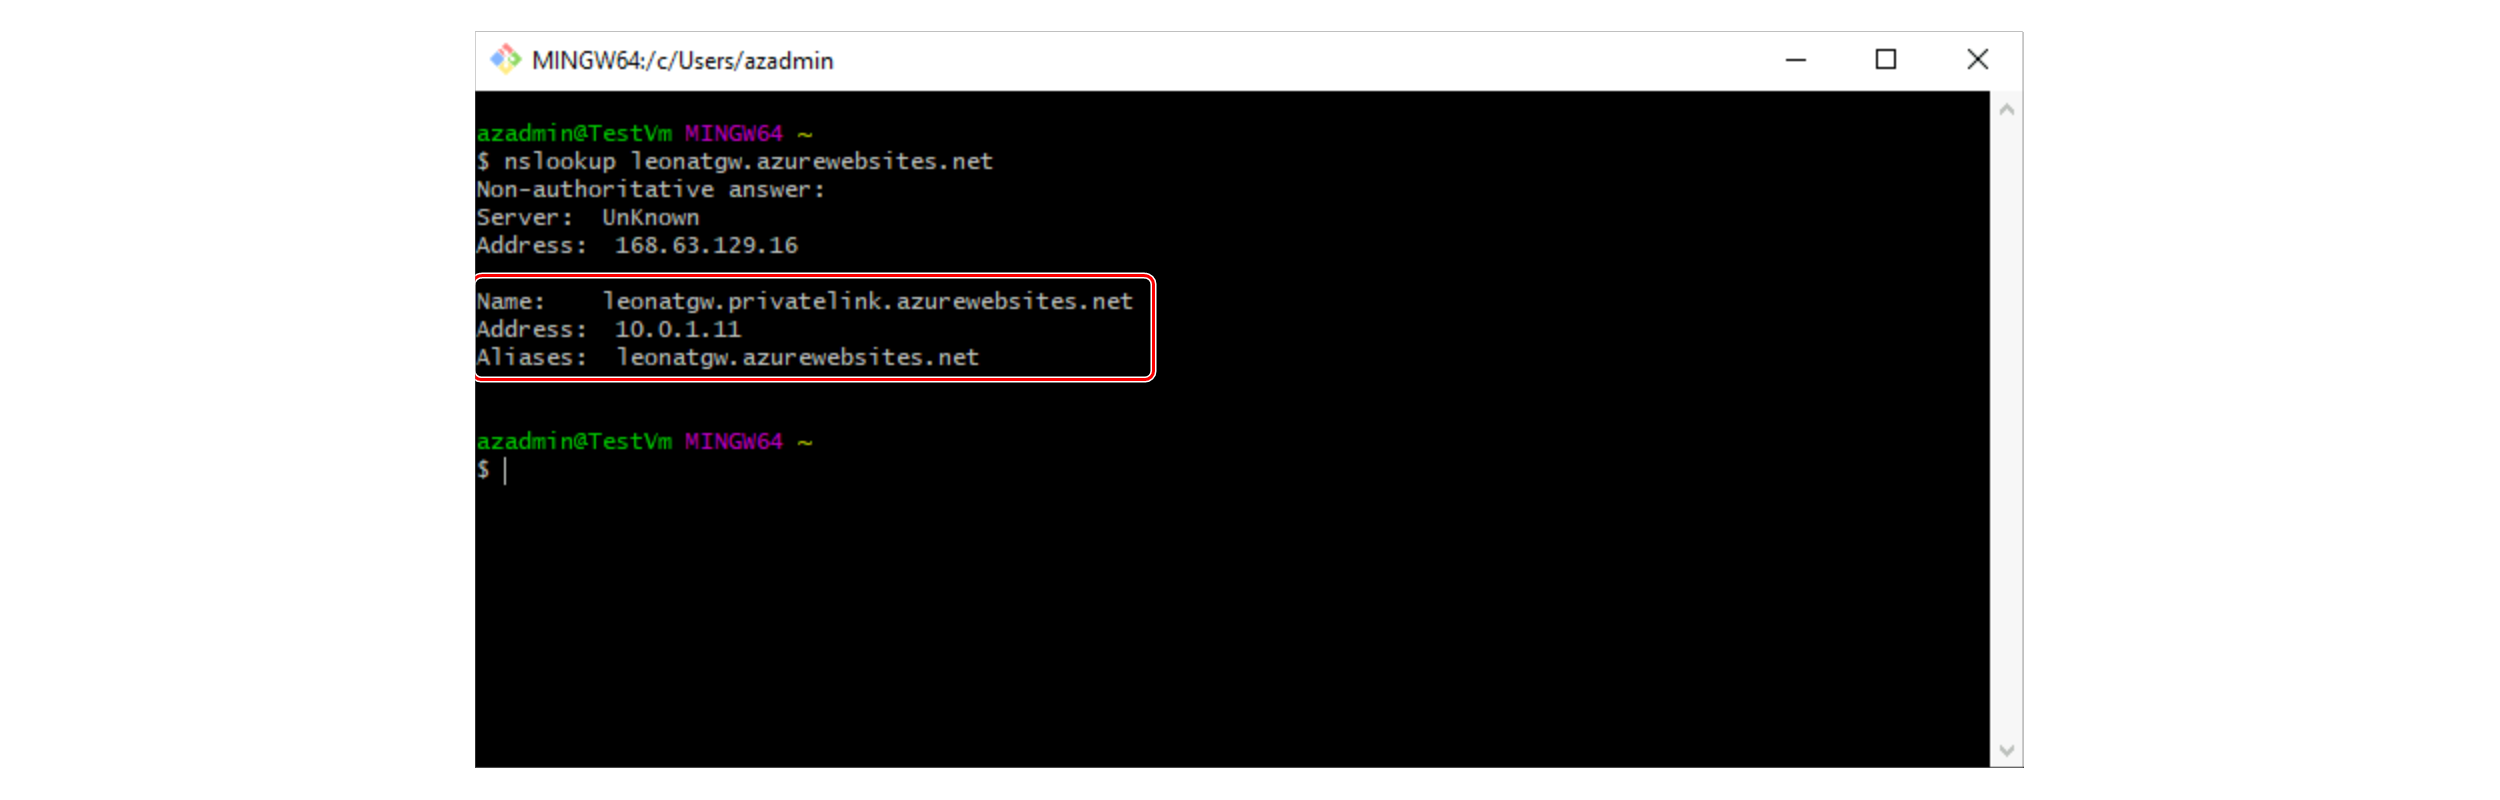 MINGW64:/c/Users/azadmin
azadmin@TestVm MINGW64 ~
$ nslookup leonatgw.azurewebsites.net
Non-authoritative answer:
Server:  UnKnown
Address:  168.63.129.16
Name:    leonatgw.privatelink.azurewebsites.net
Address:  10.0.1.11
Aliases:  leonatgw.azurewebsites.net
azadmin@TestVm MINGW64 ~
$